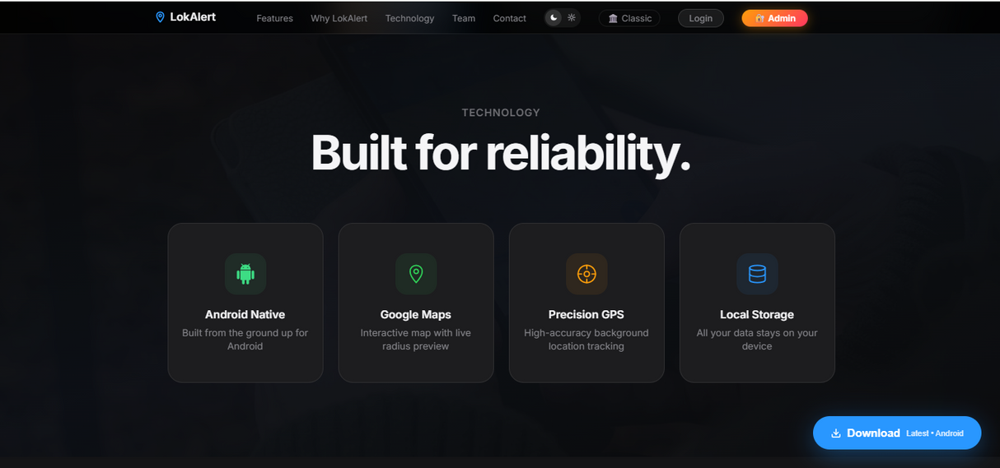 LokAlert Features Why LokAlert Technology Team Contact Classic Login Admin
TECHNOLOGY
Built for reliability.
Android Native
Built from the ground up for
Android
Google Maps
Interactive map with live
radius preview
Precision GPS
High-accuracy background
location tracking
Local Storage
All your data stays on your
device
Download Latest • Android